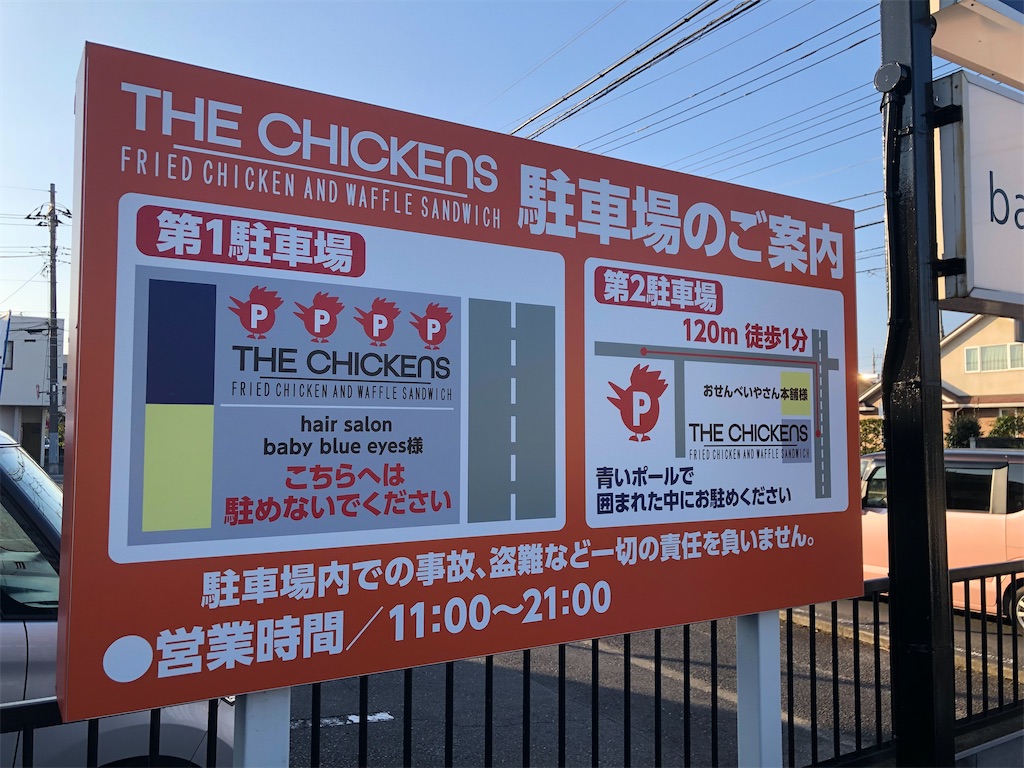 THE CHICKENS
FRIED CHICKEN AND WAFFLE SANDWICH
駐車場のご案内
第1駐車場
P P P P
THE CHICKENS
FRIED CHICKEN AND WAFFLE SANDWICH
hair salon
baby blue eyes様
こちらへは
駐めないでください
第2駐車場
120m 徒歩1分
P
おせんべいやさん本舗様
THE CHICKENS
FRIED CHICKEN AND WAFFLE SANDWICH
青いポールで
囲まれた中にお駐めください
駐車場内での事故、盗難など一切の責任を負いません。
●営業時間／11:00〜21:00
ba